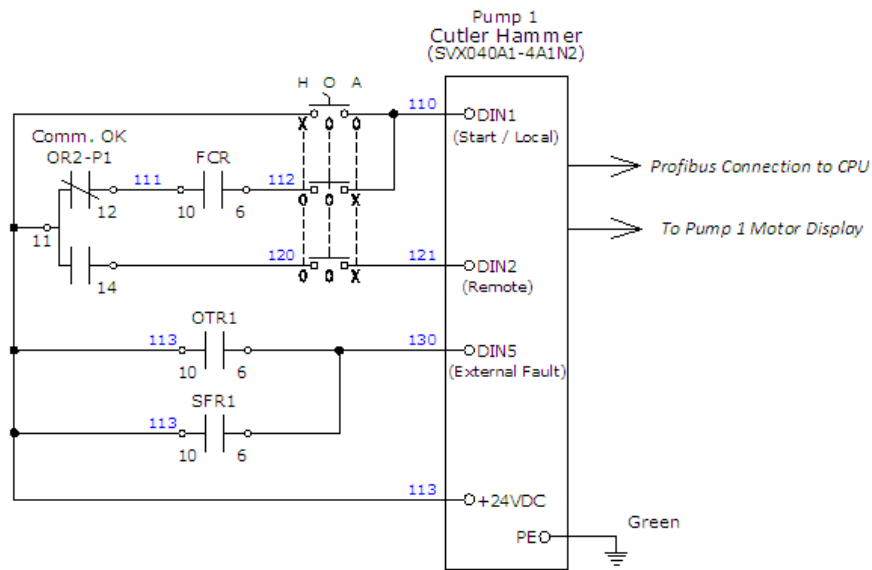 Pump 1
Cutler Hammer
(SVX040A1-4A1N2)
H O A
110
DIN1
(Start / Local)
X O O
Comm. OK
OR2-P1
111
FCR
112
Profibus Connection to CPU
12
10
6
O O X
11
To Pump 1 Motor Display
120
121
DIN2
(Remote)
14
O O X
OTR1
113
130
DIN5
(External Fault)
10
6
SFR1
113
10
6
113
+24VDC
Green
PE